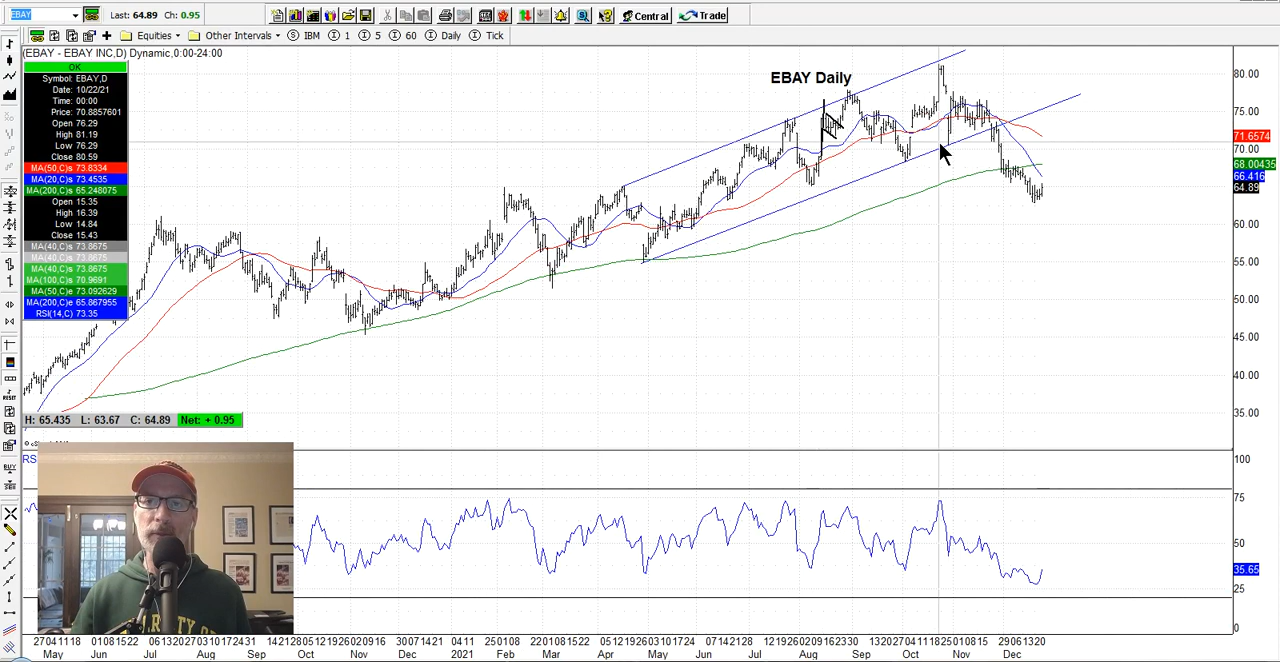 EBAY Last: 64.89 Ch: 0.95 Central Trade
Equities Other Intervals IBM 1 5 60 Daily Tick
(EBAY - EBAY INC,D) Dynamic,0:00-24:00
OK
Symbol: EBAY,D
Date: 10/22/21
Time: 00:00
Price: 70.8857601
Open 76.29
High 81.19
Low 76.29
Close 80.59
MA(50,C)s 73.8334
MA(20,C)s 73.4535
MA(200,C)s 65.248075
Open 15.35
High 16.39
Low 14.84
Close 15.43
MA(40,C)s 73.8675
MA(40,C)s 73.8675
MA(40,C)s 73.8675
MA(100,C)s 70.9691
MA(50,C)e 73.092629
MA(200,C)e 65.867955
RSI(14,C) 73.35
EBAY Daily
80.00
75.00
71.6574
70.00
68.00435
66.416
64.89
60.00
55.00
50.00
45.00
40.00
35.00
H: 65.435 L: 63.67 C: 64.89 Net: + 0.95
RS
100
75
50
35.65
25
0
May Jun Jul Aug Sep Oct Nov Dec 2021 Feb Mar Apr May Jun Jul Aug Sep Oct Nov Dec